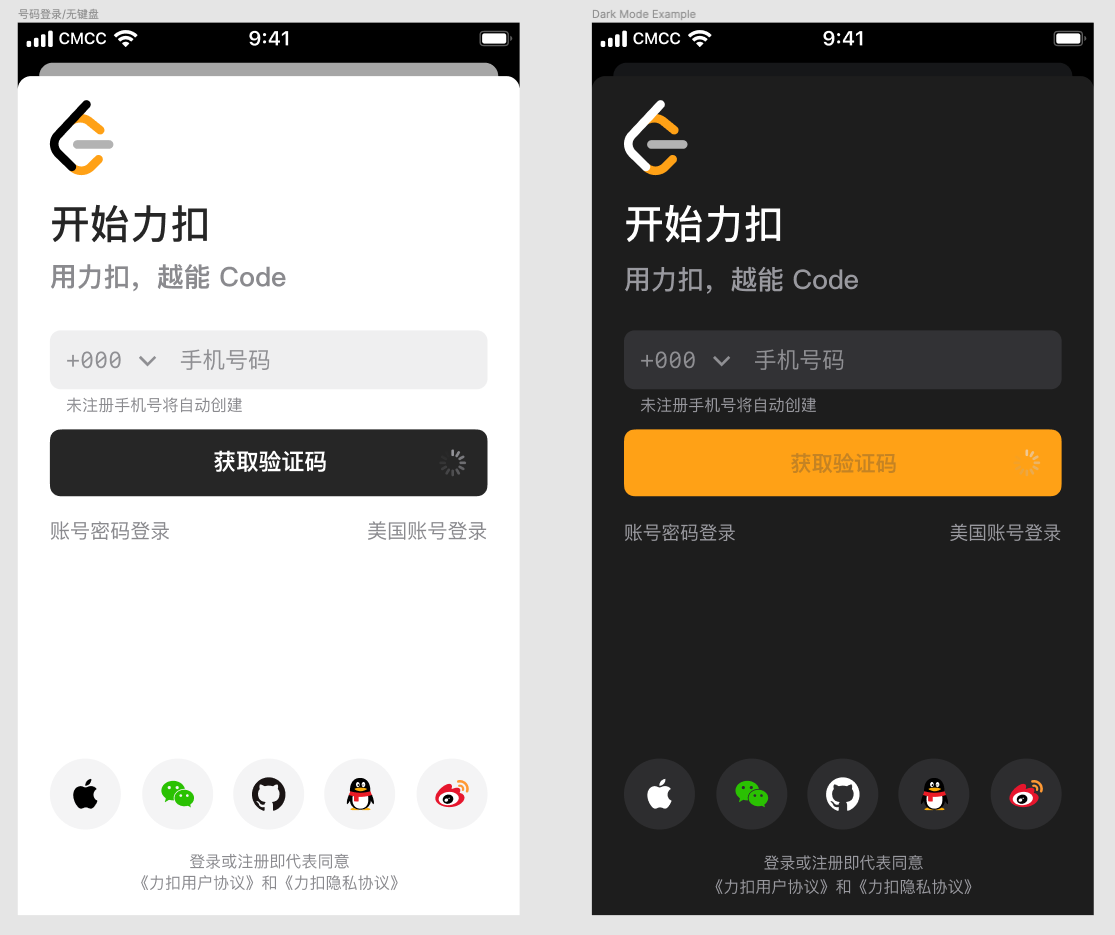 号码登录/无键盘
CMCC
9:41
开始力扣
用力扣，越能 Code
+000 手机号码
未注册手机号将自动创建
获取验证码
账号密码登录 美国账号登录
登录或注册即代表同意
《力扣用户协议》和《力扣隐私协议》
Dark Mode Example
CMCC
9:41
开始力扣
用力扣，越能 Code
+000 手机号码
未注册手机号将自动创建
获取验证码
账号密码登录 美国账号登录
登录或注册即代表同意
《力扣用户协议》和《力扣隐私协议》